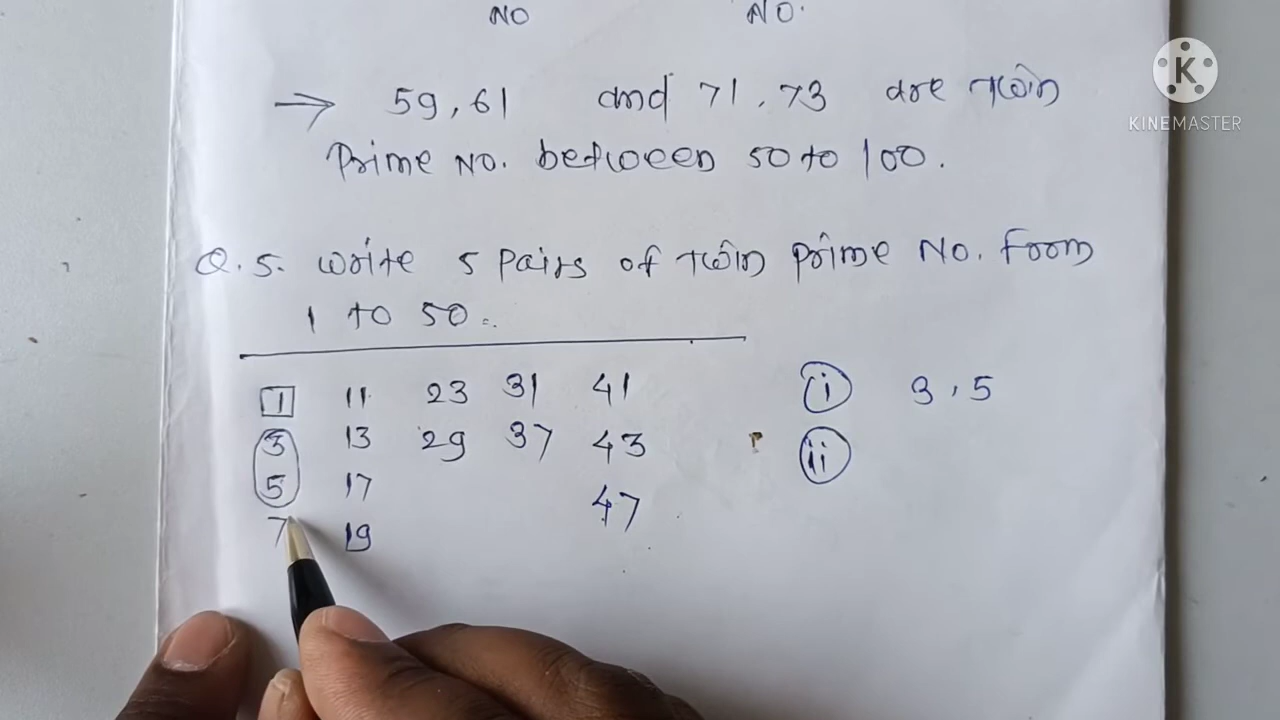 NO NO.
K
KINEMASTER
→ 59, 61 and 71, 73 are twin
Prime NO. between 50 to 100.
Q. 5. Write 5 Pairs of twin prime No. form
1 to 50.
1 11 23 31 41 (i) 3, 5
3 13 29 37 43 (ii)
5 17 47
7 19